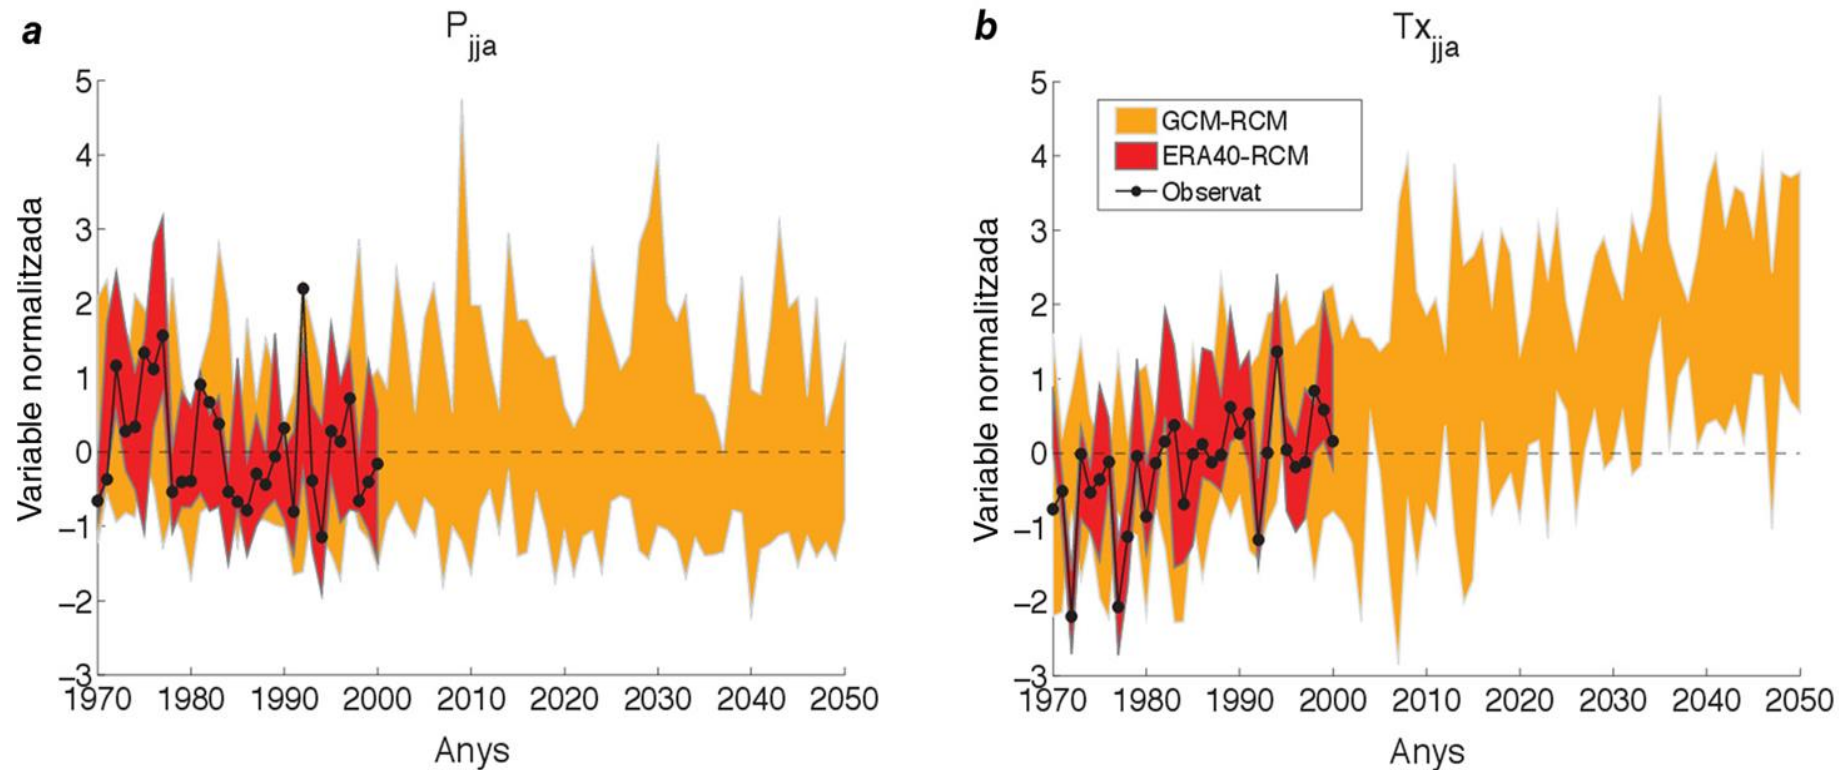 a
P jja
Variable normalitzada
5
4
3
2
1
0
−1
−2
−3
1970 1980 1990 2000 2010 2020 2030 2040 2050
Anys
b
Tx jja
GCM-RCM
ERA40-RCM
Observat
Variable normalitzada
5
4
3
2
1
0
−1
−2
−3
1970 1980 1990 2000 2010 2020 2030 2040 2050
Anys